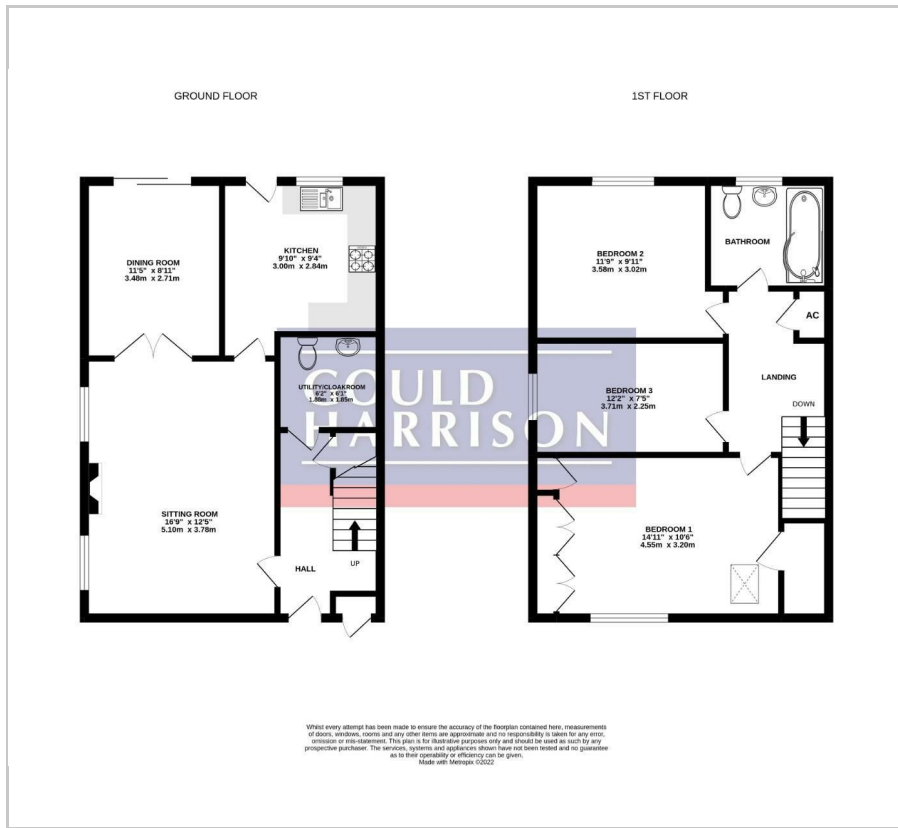 GROUND FLOOR
DINING ROOM
11'5" x 8'11"
3.48m x 2.71m
KITCHEN
9'10" x 9'4"
3.00m x 2.84m
UTILITY/CLOAKROOM
6'2" x 6'1"
1.88m x 1.85m
SITTING ROOM
16'9" x 12'5"
5.10m x 3.78m
HALL
UP
1ST FLOOR
BEDROOM 2
11'9" x 9'11"
3.58m x 3.02m
BATHROOM
AC
BEDROOM 3
12'2" x 7'5"
3.71m x 2.25m
LANDING
DOWN
BEDROOM 1
14'11" x 10'6"
4.55m x 3.20m
GOULD
HARRISON
Whilst every attempt has been made to ensure the accuracy of the floorplan contained here, measurements
of doors, windows, rooms and any other items are approximate and no responsibility is taken for any error,
omission or mis-statement. This plan is for illustrative purposes only and should be used as such by any
prospective purchaser. The services, systems and appliances shown have not been tested and no guarantee
as to their operability or efficiency can be given.
Made with Metropix ©2022